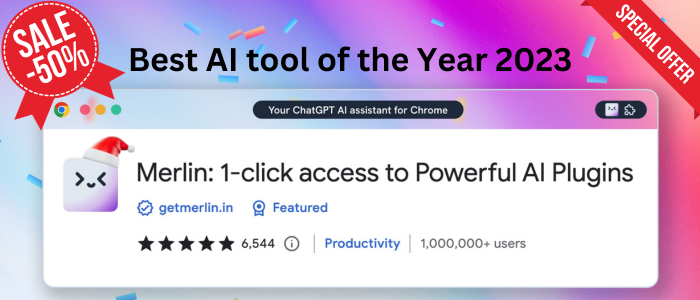 SALE
-50%
Best AI tool of the Year 2023
SPECIAL OFFER
Your ChatGPT AI assistant for Chrome
Merlin: 1-click access to Powerful AI Plugins
getmerlin.in Featured
6,544 Productivity 1,000,000+ users